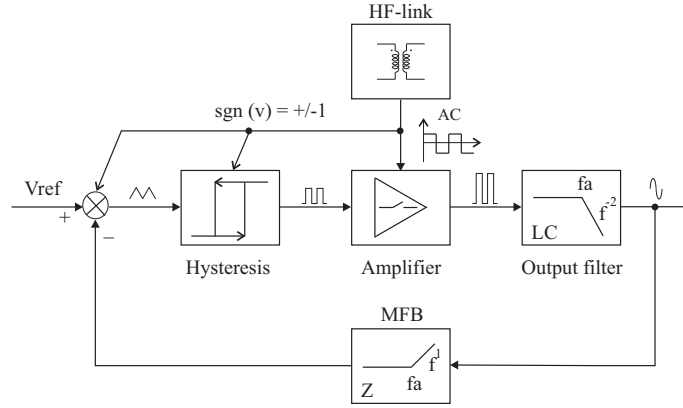 HF-link
sgn (v) = +/-1
AC
Vref
+
−
fa
f-2
LC
Hysteresis
Amplifier
Output filter
MFB
f1
fa
Z